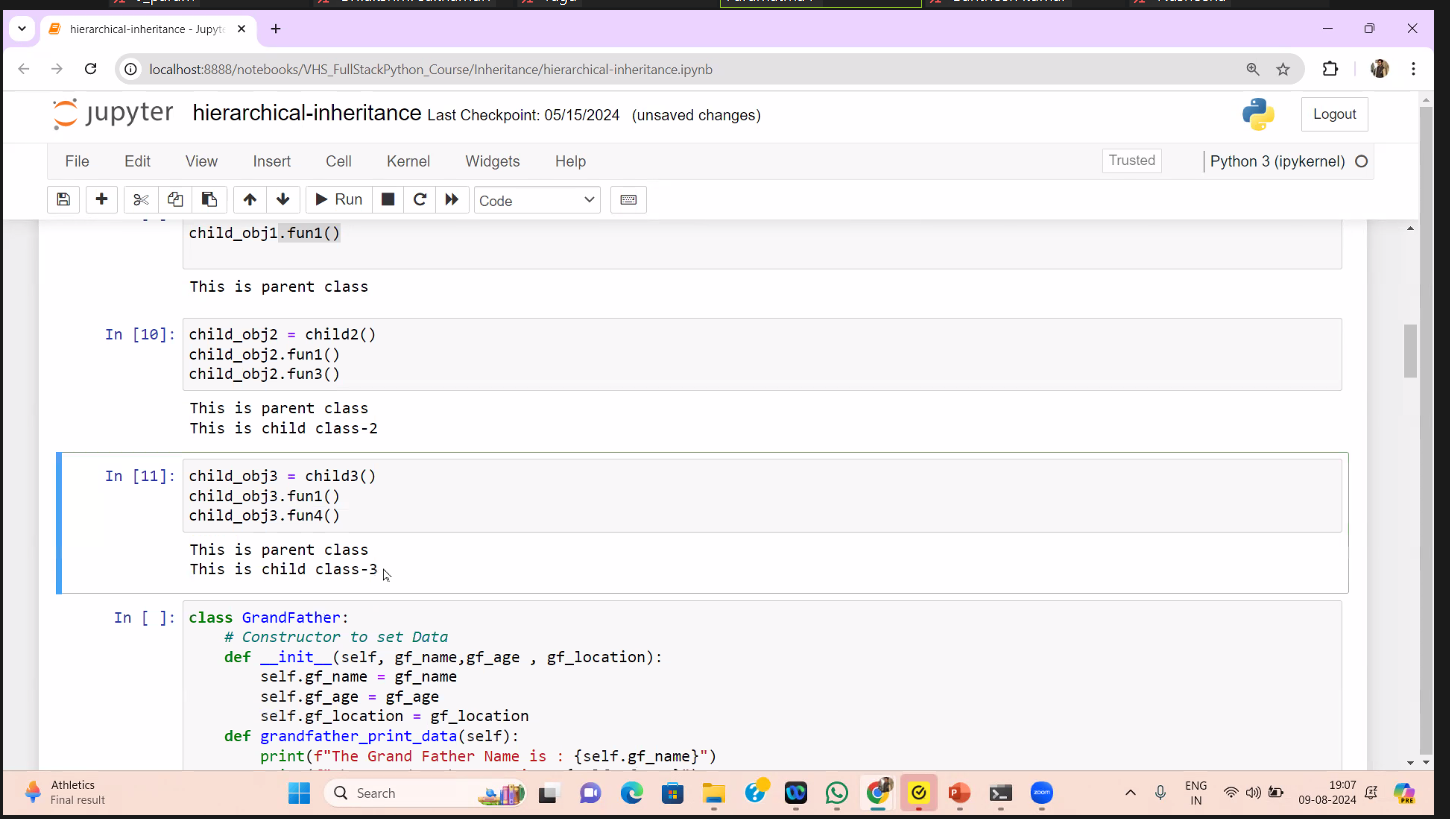 hierarchical-inheritance - Jupyte
localhost:8888/notebooks/VHS_FullStackPython_Course/Inheritance/hierarchical-inheritance.ipynb
jupyter hierarchical-inheritance Last Checkpoint: 05/15/2024 (unsaved changes)
Logout
File Edit View Insert Cell Kernel Widgets Help
Trusted
Python 3 (ipykernel)
Run
Code
child_obj1.fun1()
This is parent class
In [10]:
child_obj2 = child2()
child_obj2.fun1()
child_obj2.fun3()
This is parent class
This is child class-2
In [11]:
child_obj3 = child3()
child_obj3.fun1()
child_obj3.fun4()
This is parent class
This is child class-3
In [ ]:
class GrandFather:
# Constructor to set Data
def __init__(self, gf_name,gf_age , gf_location):
self.gf_name = gf_name
self.gf_age = gf_age
self.gf_location = gf_location
def grandfather_print_data(self):
print(f"The Grand Father Name is : {self.gf_name}")
Athletics
Final result
Search
zoom
ENG
IN
19:07
09-08-2024
PRE